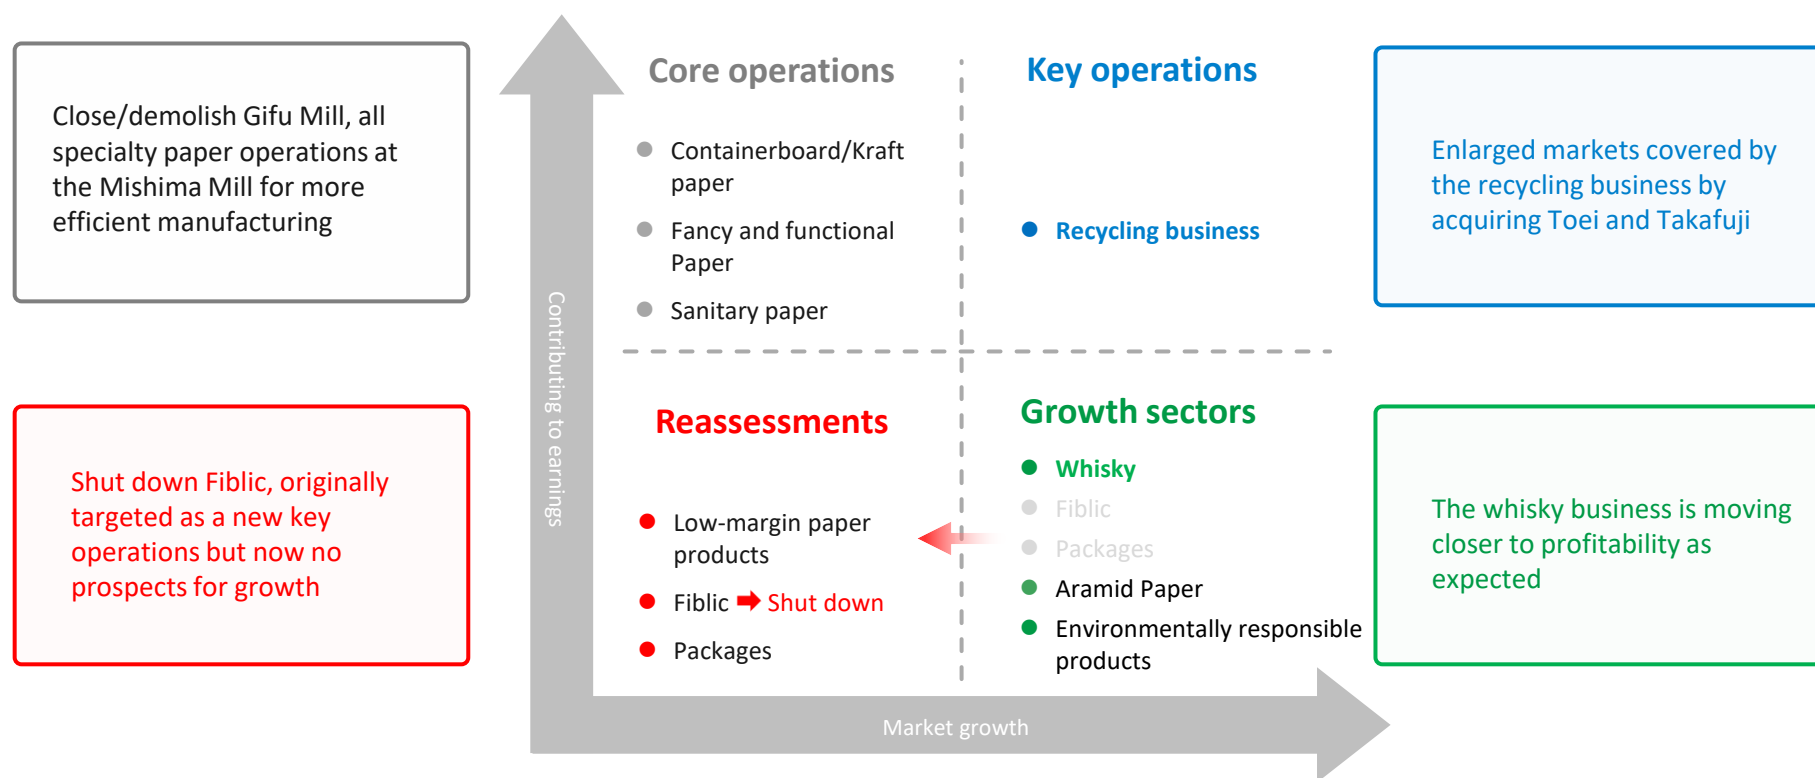 Close/demolish Gifu Mill, all
specialty paper operations at
the Mishima Mill for more
efficient manufacturing
Shut down Fiblic, originally
targeted as a new key
operations but now no
prospects for growth
Contributing to earnings
Core operations
Containerboard/Kraft
paper
Fancy and functional
Paper
Sanitary paper
Key operations
Recycling business
Reassessments
Low-margin paper
products
Fiblic ➡ Shut down
Packages
Growth sectors
Whisky
Fiblic
Packages
Aramid Paper
Environmentally responsible
products
Market growth
Enlarged markets covered by
the recycling business by
acquiring Toei and Takafuji
The whisky business is moving
closer to profitability as
expected